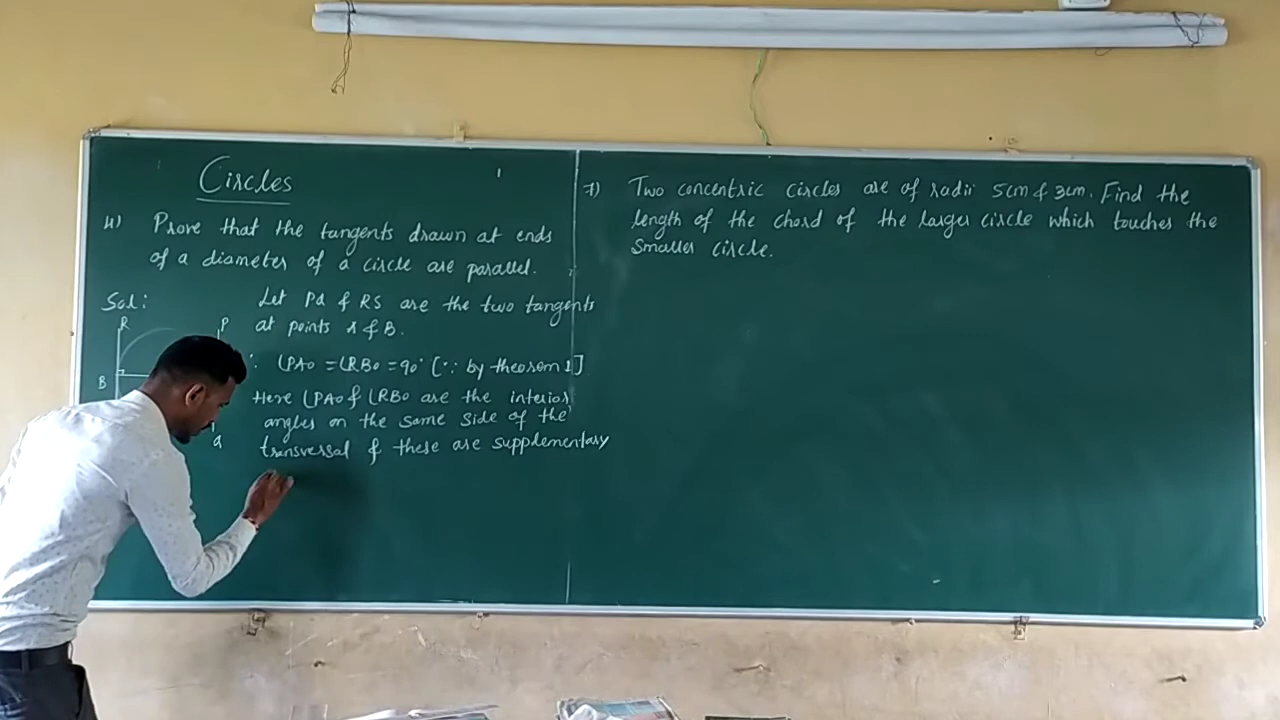 Circles
4) Prove that the tangents drawn at ends
of a diameter of a circle are parallel.
Sol:
Let PQ & RS are the two tangents
at points A & B.
∴ ∠PAO = ∠RBO = 90° [∵ by theorem 1]
Here ∠PAO & ∠RBO are the interior
angles on the same side of the
transversal & these are supplementary
R
P
B
Q
7) Two concentric circles are of radii 5cm & 3cm. Find the
length of the chord of the larger circle which touches the
smaller circle.